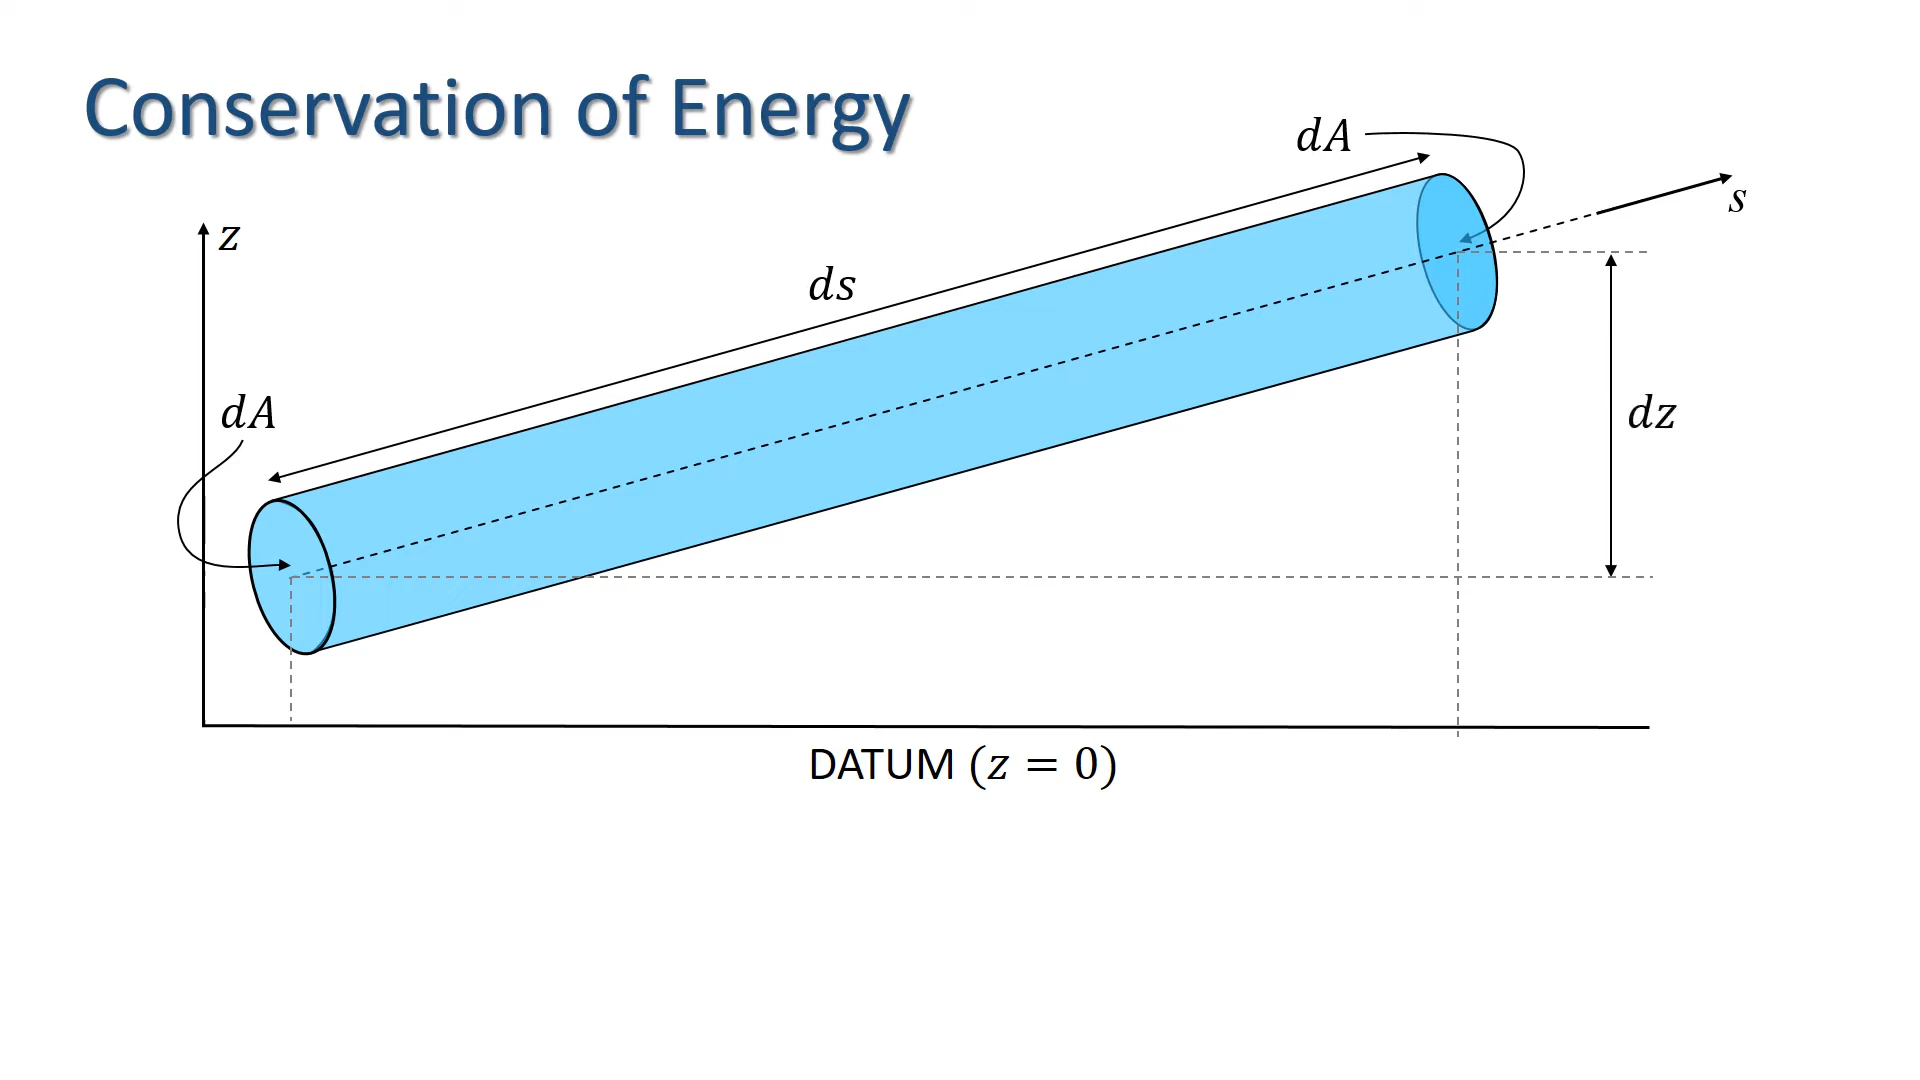 Conservation of Energy
dA
s
z
ds
dA
dz
DATUM (z = 0)